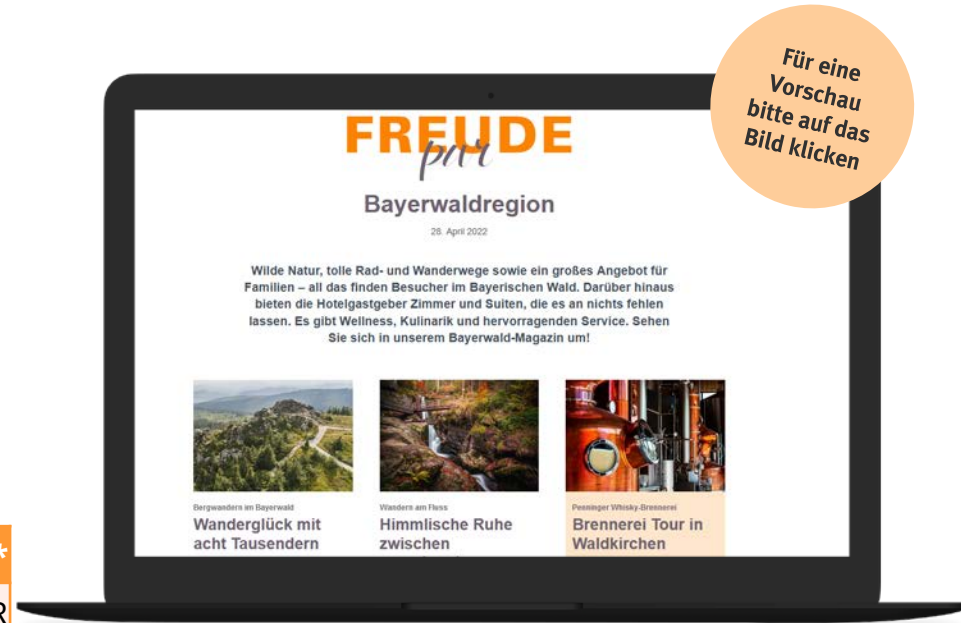 Für eine
Vorschau
bitte auf das
Bild klicken
FREUDE
pur
Bayerwaldregion
28. April 2022
Wilde Natur, tolle Rad- und Wanderwege sowie ein großes Angebot für
Familien – all das finden Besucher im Bayerischen Wald. Darüber hinaus
bieten die Hotelgastgeber Zimmer und Suiten, die es an nichts fehlen
lassen. Es gibt Wellness, Kulinarik und hervorragenden Service. Sehen
Sie sich in unserem Bayerwald-Magazin um!
Bergwandern im Bayerwald
Wanderglück mit
acht Tausendern
Wandern am Fluss
Himmlische Ruhe
zwischen
Penninger Whisky-Brennerei
Brennerei Tour in
Waldkirchen
*
R